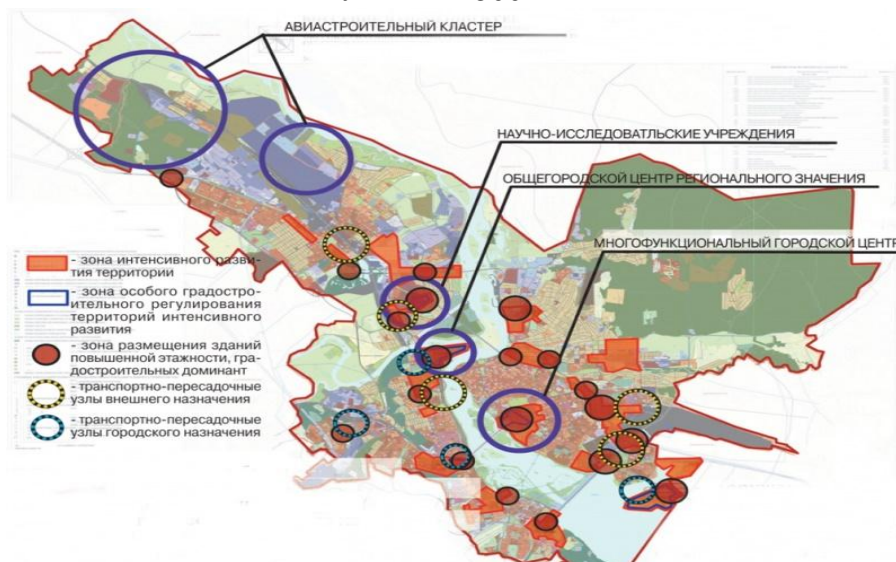 АВИАСТРОИТЕЛЬНЫЙ КЛАСТЕР
НАУЧНО-ИССЛЕДОВАТЛЬСКИЕ УЧРЕЖДЕНИЯ
ОБЩЕГОРОДСКОЙ ЦЕНТР РЕГИОНАЛЬНОГО ЗНАЧЕНИЯ
МНОГОФУНКЦИОНАЛЬНЫЙ ГОРОДСКОЙ ЦЕНТР
- зона интенсивного разви-
тия территории
- зона особого градостро-
ительного регулирования
территорий интенсивного
развития
- зона размещения зданий
повышенной этажности, гра-
достроительных доминант
- транспортно-пересадочные
узлы внешнего назначения
- транспортно-пересадочные
узлы городского назначения